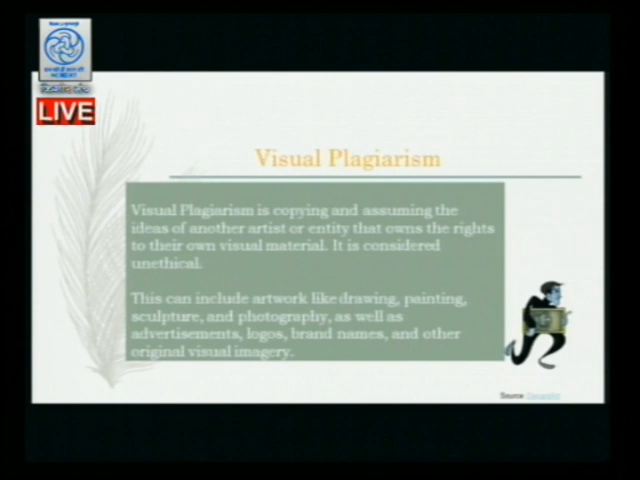 LIVE
Visual Plagiarism
Visual Plagiarism is copying and assuming the
ideas of another artist or entity that owns the rights
to their own visual material. It is considered
unethical.
This can include artwork like drawing, painting,
sculpture, and photography, as well as
advertisements, logos, brand names, and other
original visual imagery.
Source